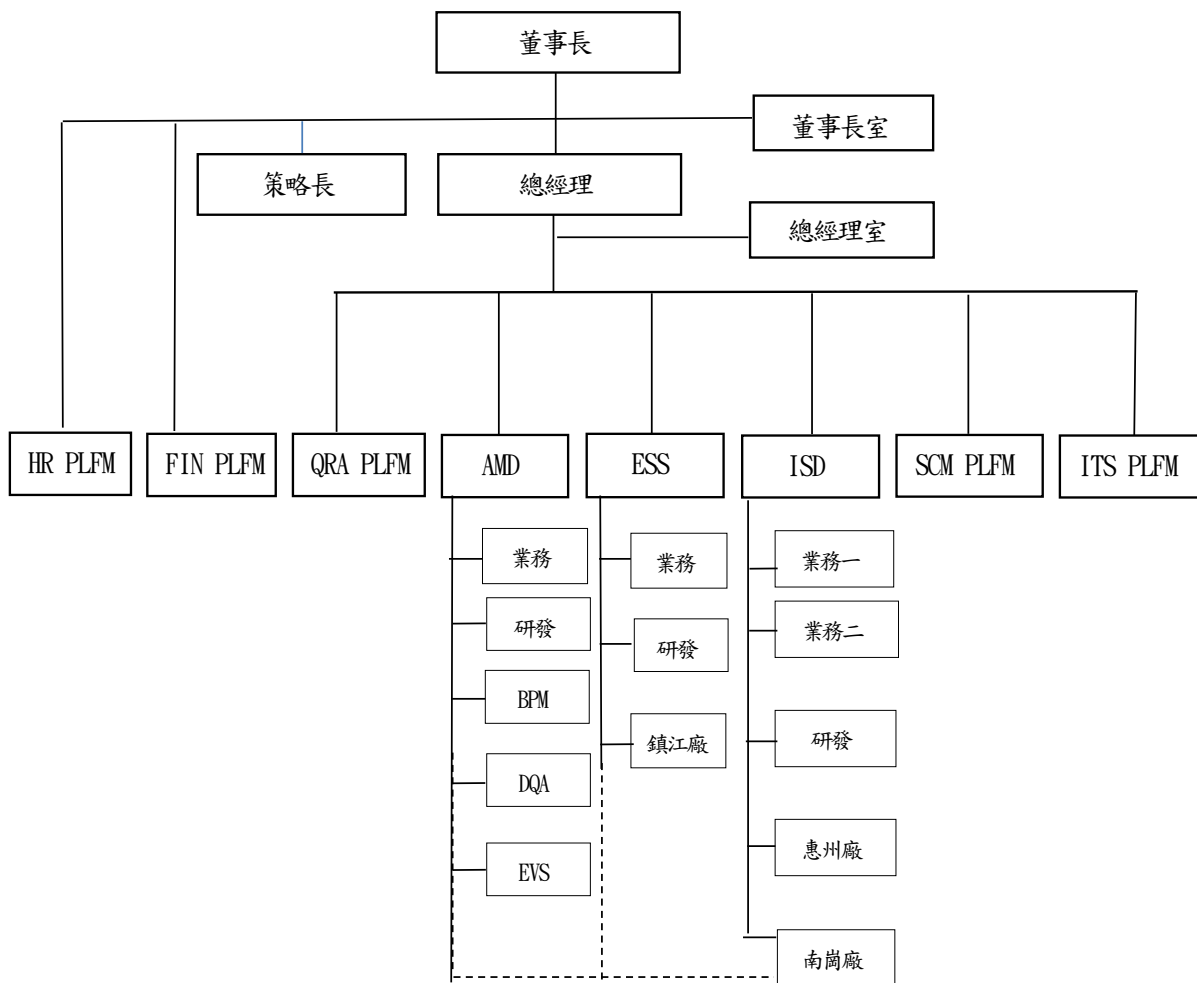 董事長
董事長室
策略長
總經理
總經理室
HR PLFM
FIN PLFM
QRA PLFM
AMD
ESS
ISD
SCM PLFM
ITS PLFM
業務
研發
BPM
DQA
EVS
業務
研發
鎮江廠
業務一
業務二
研發
惠州廠
南崗廠